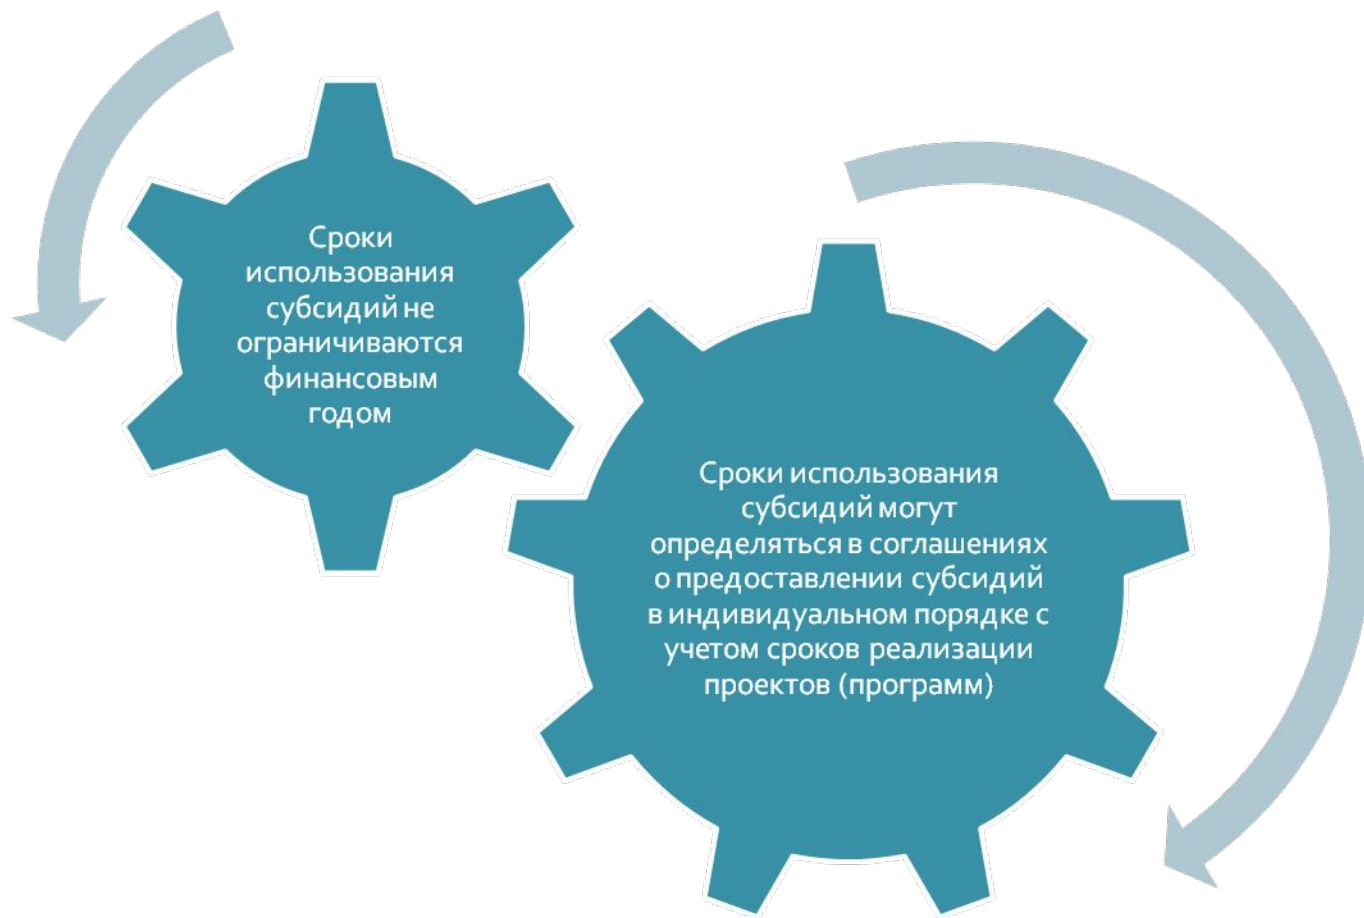 Сроки
использования
субсидий не
ограничиваются
финансовым
годом
Сроки использования
субсидий могут
определяться в соглашениях
о предоставлении субсидий
в индивидуальном порядке с
учетом сроков реализации
проектов (программ)